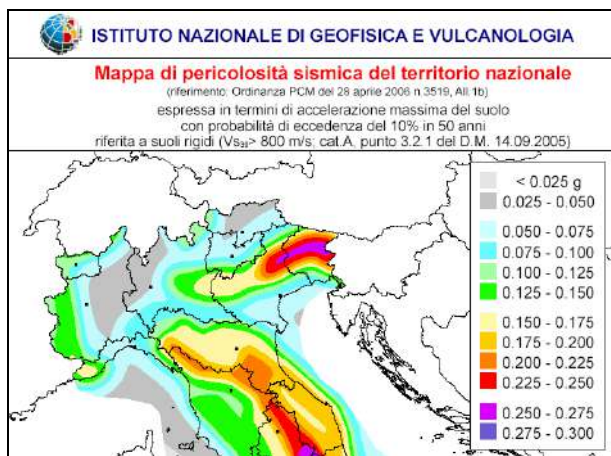 ISTITUTO NAZIONALE DI GEOFISICA E VULCANOLOGIA
Mappa di pericolosità sismica del territorio nazionale
(riferimento: Ordinanza PCM del 28 aprile 2006 n.3519, All.1b)
espressa in termini di accelerazione massima del suolo
con probabilità di eccedenza del 10% in 50 anni
riferita a suoli rigidi (Vs₃₀> 800 m/s; cat.A, punto 3.2.1 del D.M. 14.09.2005)
< 0.025 g
0.025 - 0.050
0.050 - 0.075
0.075 - 0.100
0.100 - 0.125
0.125 - 0.150
0.150 - 0.175
0.175 - 0.200
0.200 - 0.225
0.225 - 0.250
0.250 - 0.275
0.275 - 0.300